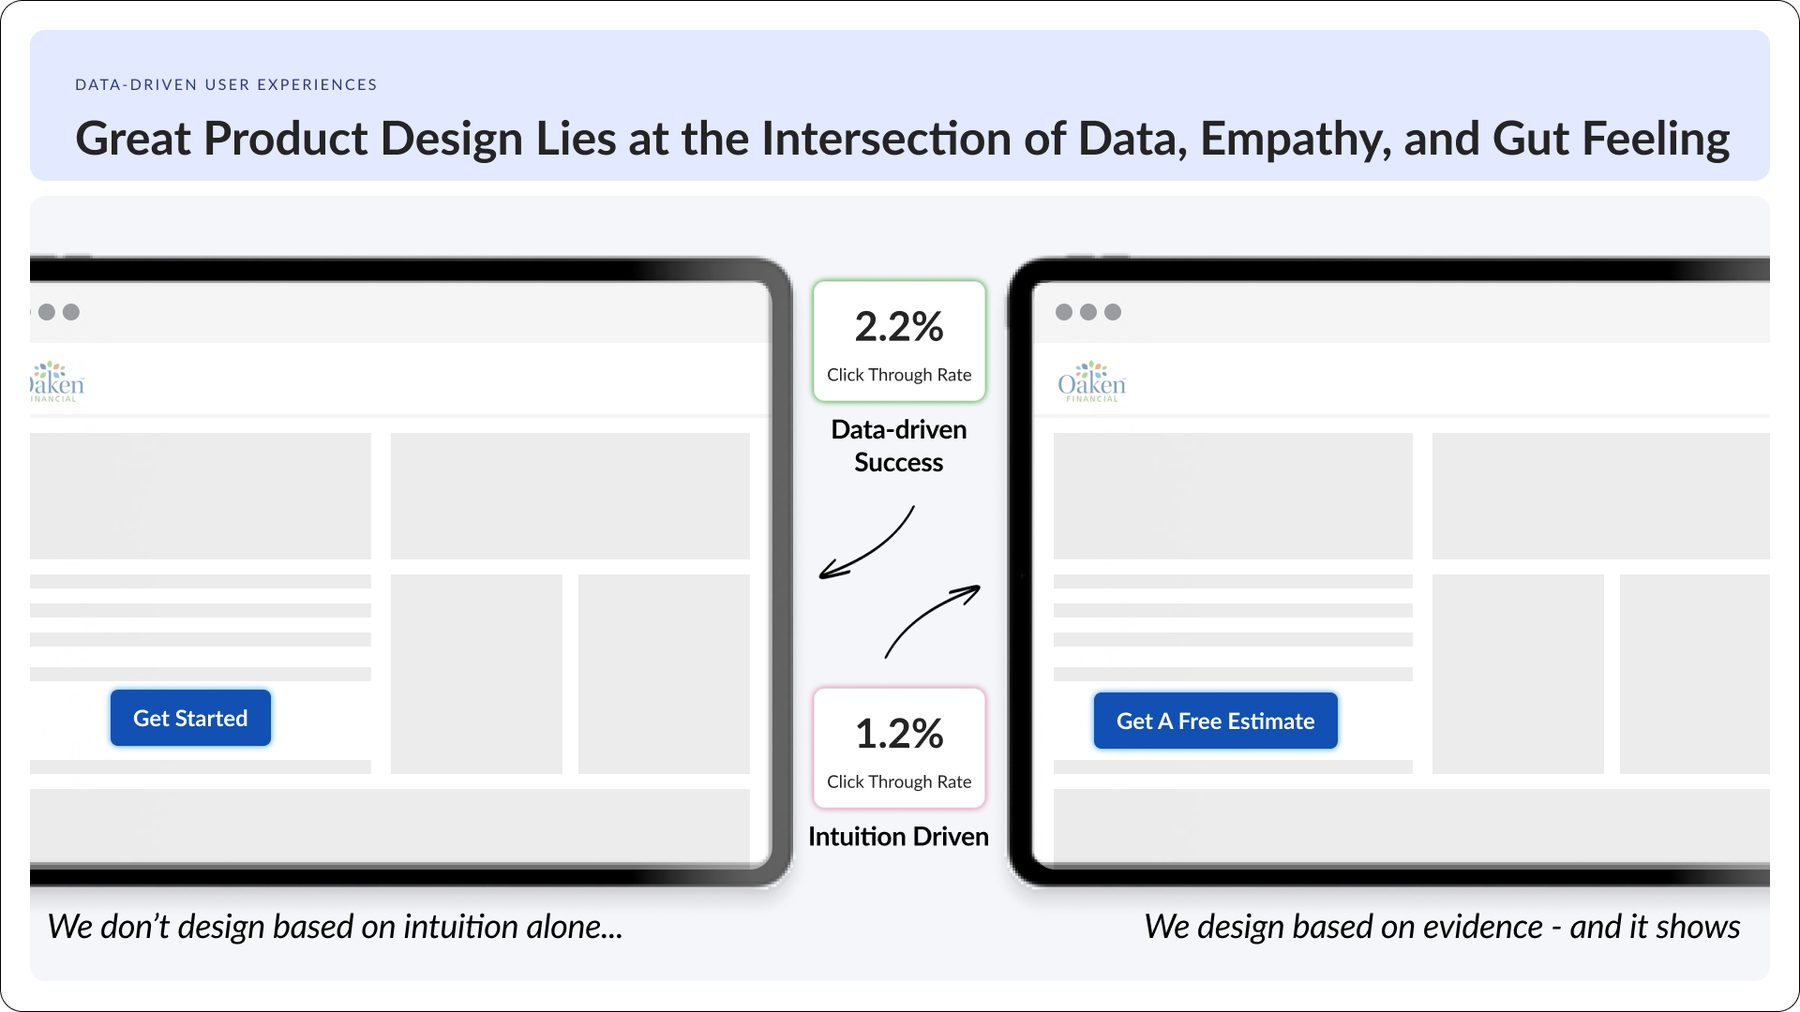 DATA-DRIVEN USER EXPERIENCES
Great Product Design Lies at the Intersection of Data, Empathy, and Gut Feeling
Oaken
FINANCIAL
Get Started
2.2%
Click Through Rate
Data-driven
Success
1.2%
Click Through Rate
Intuition Driven
Oaken
FINANCIAL
Get A Free Estimate
We don’t design based on intuition alone...
We design based on evidence - and it shows